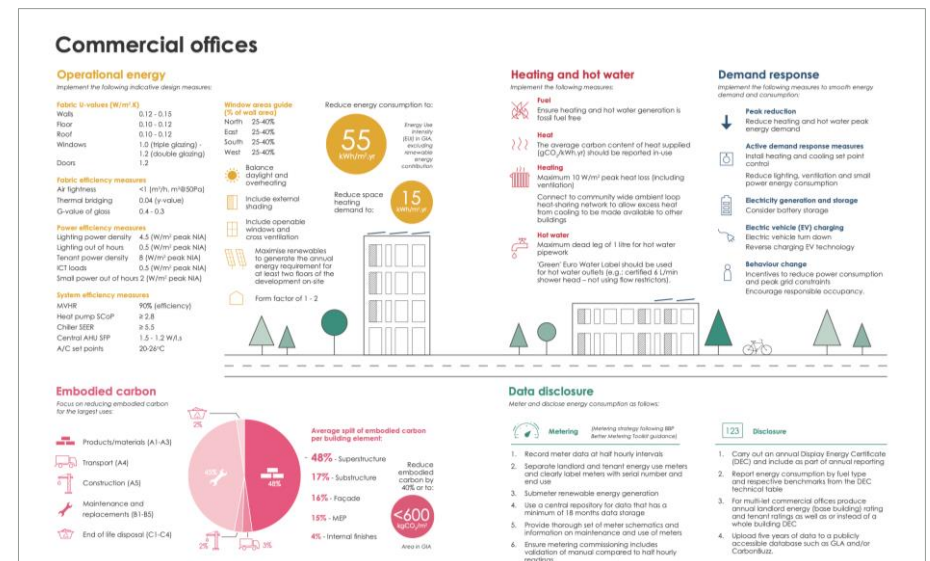 Commercial offices
Operational energy
Implement the following indicative design measures:
Fabric U-values (W/m².K)
Walls 0.12 - 0.15
Floor 0.10 - 0.12
Roof 0.10 - 0.12
Windows 1.0 (triple glazing) -
1.2 (double glazing)
Doors 1.2
Fabric efficiency measures
Air tightness <1 (m³/h. m²@50Pa)
Thermal bridging 0.04 (y-value)
G-value of glass 0.4 - 0.3
Power efficiency measures
Lighting power density 4.5 (W/m² peak NIA)
Lighting out of hours 0.5 (W/m² peak NIA)
Tenant power density 8 (W/m² peak NIA)
ICT loads 0.5 (W/m² peak NIA)
Small power out of hours 2 (W/m² peak NIA)
System efficiency measures
MVHR 90% (efficiency)
Heat pump SCoP ≥ 2.8
Chiller SEER ≥ 5.5
Central AHU SFP 1.5 - 1.2 W/l.s
A/C set points 20-26°C
Window areas guide
(% of wall area)
North 25-40%
East 25-40%
South 25-40%
West 25-40%
Balance
daylight and
overheating
Include external
shading
Include openable
windows and
cross ventilation
Maximise renewables
to generate the annual
energy requirement for
at least two floors of the
development on-site
Form factor of 1 - 2
Reduce energy consumption to:
55
kWh/m².yr
Energy Use
Intensity
(EUI) in GIA,
excluding
renewable
energy
contribution
Reduce space
heating
demand to:
15
kWh/m².yr
Heating and hot water
Implement the following measures:
Fuel
Ensure heating and hot water generation is
fossil fuel free
Heat
The average carbon content of heat supplied
(gCO₂/kWh.yr) should be reported in-use
Heating
Maximum 10 W/m² peak heat loss (including
ventilation)
Connect to community wide ambient loop
heat-sharing network to allow excess heat
from cooling to be made available to other
buildings
Hot water
Maximum dead leg of 1 litre for hot water
pipework
'Green' Euro Water Label should be used
for hot water outlets (e.g.: certified 6 L/min
shower head – not using flow restrictors).
Demand response
Implement the following measures to smooth energy
demand and consumption:
Peak reduction
Reduce heating and hot water peak
energy demand
Active demand response measures
Install heating and cooling set point
control
Reduce lighting, ventilation and small
power energy consumption
Electricity generation and storage
Consider battery storage
Electric vehicle (EV) charging
Electric vehicle turn down
Reverse charging EV technology
Behaviour change
Incentives to reduce power consumption
and peak grid constraints
Encourage responsible occupancy.
Embodied carbon
Focus on reducing embodied carbon
for the largest uses:
Products/materials (A1-A3)
Transport (A4)
Construction (A5)
Maintenance and
replacements (B1-B5)
End of life disposal (C1-C4)
2%
45%
48%
2%
3%
Average spilt of embodied carbon
per building element:
48% - Superstructure
17% - Substructure
16% - Façade
15% - MEP
4% - Internal finishes
Reduce
embodied
carbon by
40% or to:
<600
kgCO₂/m²
Area in GIA
Data disclosure
Meter and disclose energy consumption as follows:
Metering
(Metering strategy following BBP
Better Metering Toolkit guidance)
1. Record meter data at half hourly intervals
2. Separate landlord and tenant energy use meters
and clearly label meters with serial number and
end use
3. Submeter renewable energy generation
4. Use a central repository for data that has a
minimum of 18 months data storage
5. Provide thorough set of meter schematics and
information on maintenance and use of meters
6. Ensure metering commissioning includes
validation of manual compared to half hourly
readings
123
Disclosure
1. Carry out an annual Display Energy Certificate
(DEC) and include as part of annual reporting
2. Report energy consumption by fuel type
and respective benchmarks from the DEC
technical table
3. For multi-let commercial offices produce
annual landlord energy (base building) rating
and tenant ratings as well as or instead of a
whole building DEC
4. Upload five years of data to a publicly
accessible database such as GLA and/or
CarbonBuzz.